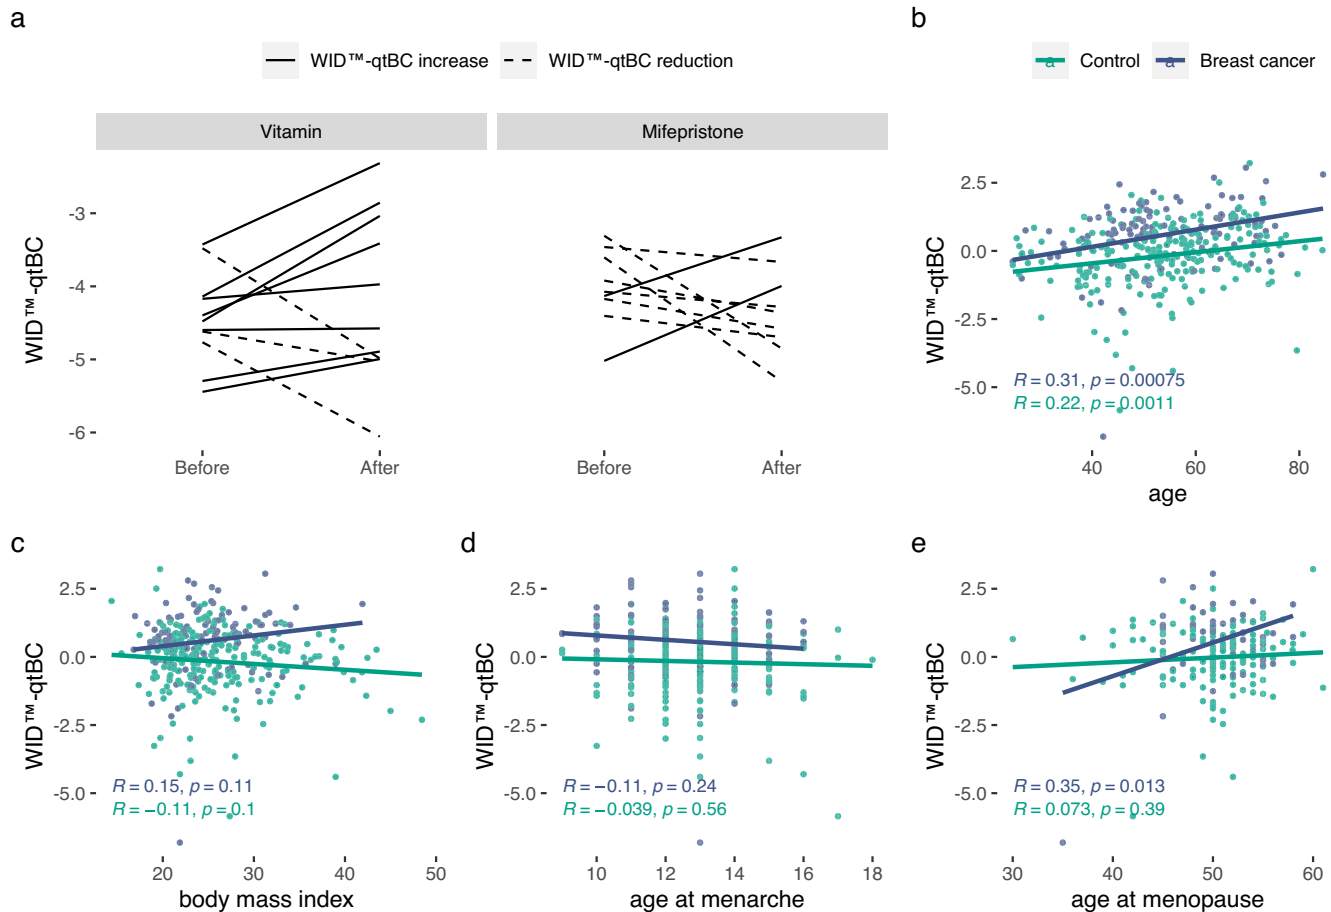 a
WID™-qtBC increase
WID™-qtBC reduction
Vitamin
Mifepristone
WID™-qtBC
-3
-4
-5
-6
Before
After
Before
After
b
a Control
a Breast cancer
WID™-qtBC
2.5
0.0
-2.5
-5.0
R = 0.31, p = 0.00075
R = 0.22, p = 0.0011
40
60
80
age
c
WID™-qtBC
2.5
0.0
-2.5
-5.0
R = 0.15, p = 0.11
R = −0.11, p = 0.1
20
30
40
50
body mass index
d
WID™-qtBC
2.5
0.0
-2.5
-5.0
R = −0.11, p = 0.24
R = −0.039, p = 0.56
10
12
14
16
18
age at menarche
e
WID™-qtBC
2.5
0.0
-2.5
-5.0
R = 0.35, p = 0.013
R = 0.073, p = 0.39
30
40
50
60
age at menopause